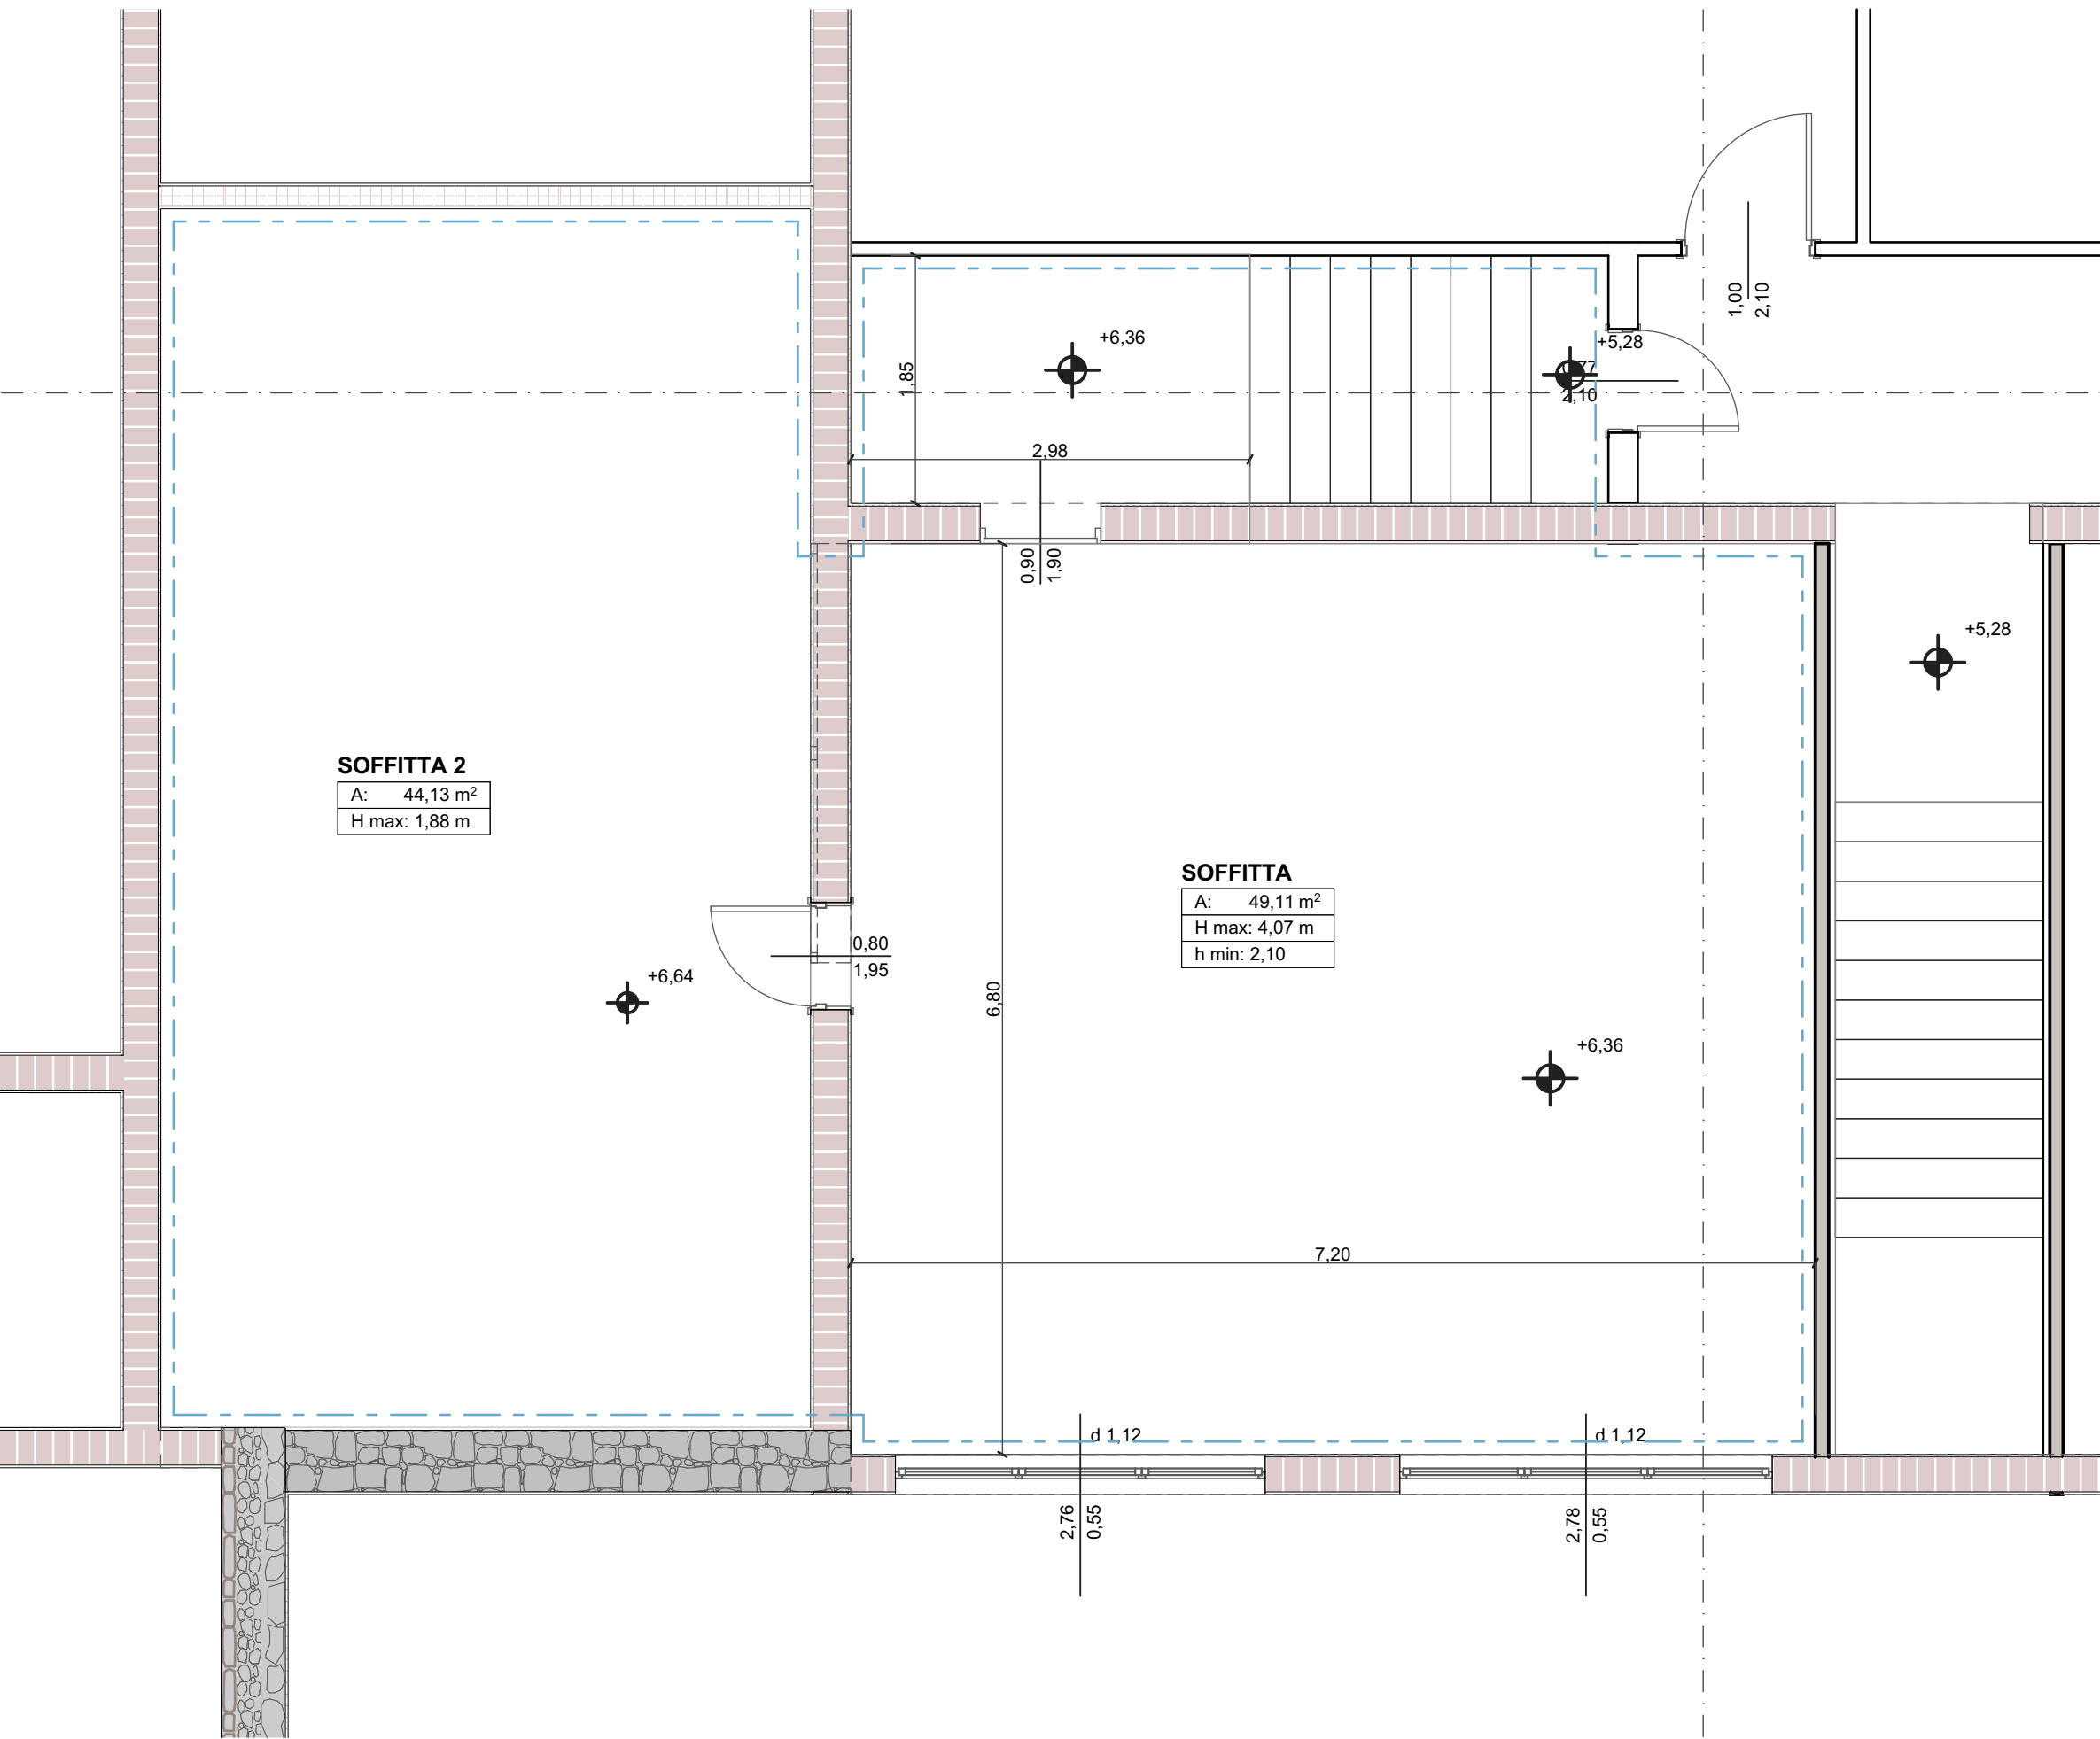 1,00
2,10
+6,36
+5,28
0,77
2,10
1,85
2,98
0,90
1,90
+5,28
SOFFITTA 2
A: 44,13 m²
H max: 1,88 m
SOFFITTA
A: 49,11 m²
H max: 4,07 m
h min: 2,10
0,80
1,95
+6,64
6,80
+6,36
7,20
d 1,12
d 1,12
2,76
0,55
2,78
0,55